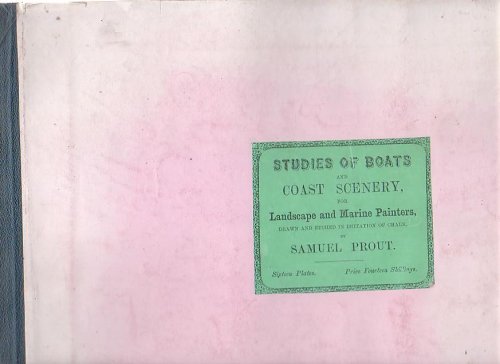 STUDIES OF BOATS
AND
COAST SCENERY,
FOR
Landscape and Marine Painters,
DRAWN AND ETCHED IN IMITATION OF CHALK,
BY
SAMUEL PROUT.
Sixteen Plates. Price Fourteen Shillings.